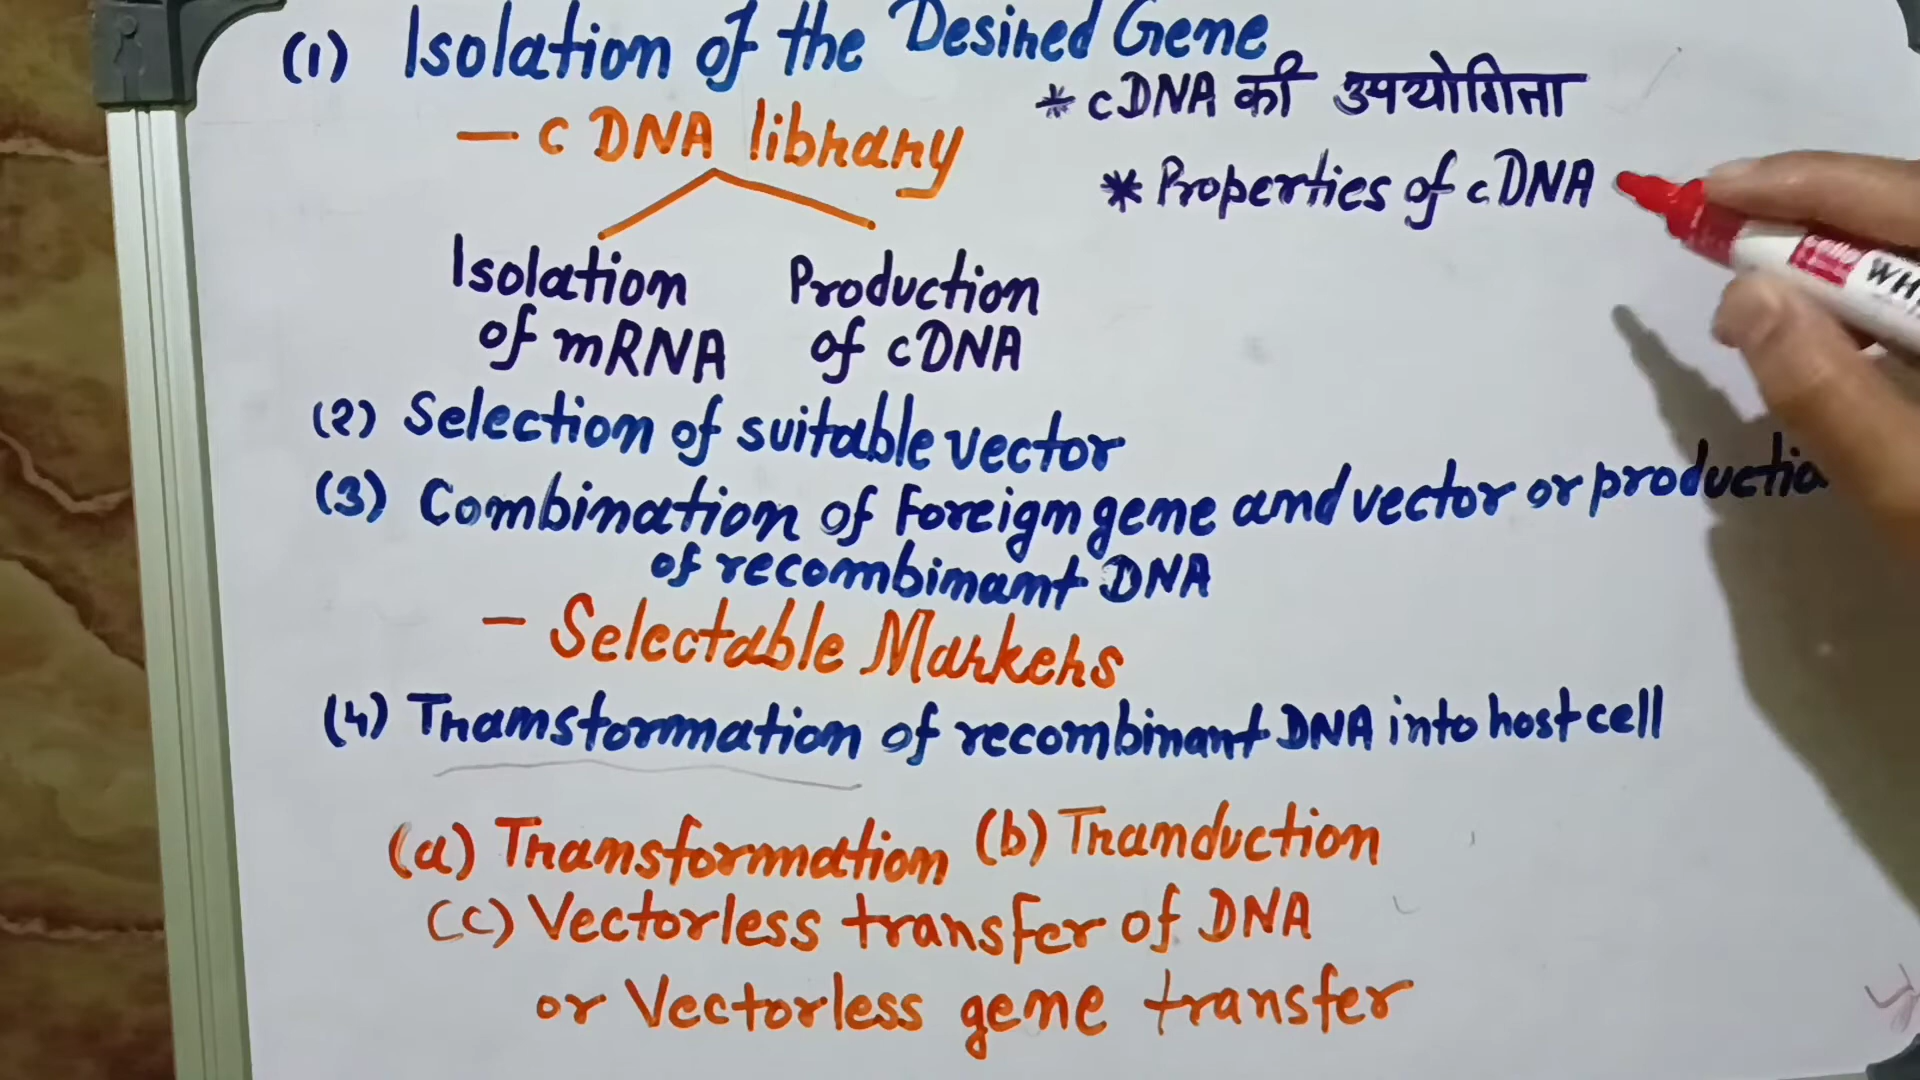 (1) Isolation of the Desired Gene
* cDNA की उपयोगिता
- cDNA library
* Properties of cDNA
Isolation of mRNA
Production of cDNA
(2) Selection of suitable vector
(3) Combination of Foreign gene and vector or productio
of recombinant DNA
- Selectable Markers
(4) Transformation of recombinant DNA into host cell
(a) Transformation (b) Tranduction
(c) Vectorless transfer of DNA
or Vectorless gene transfer